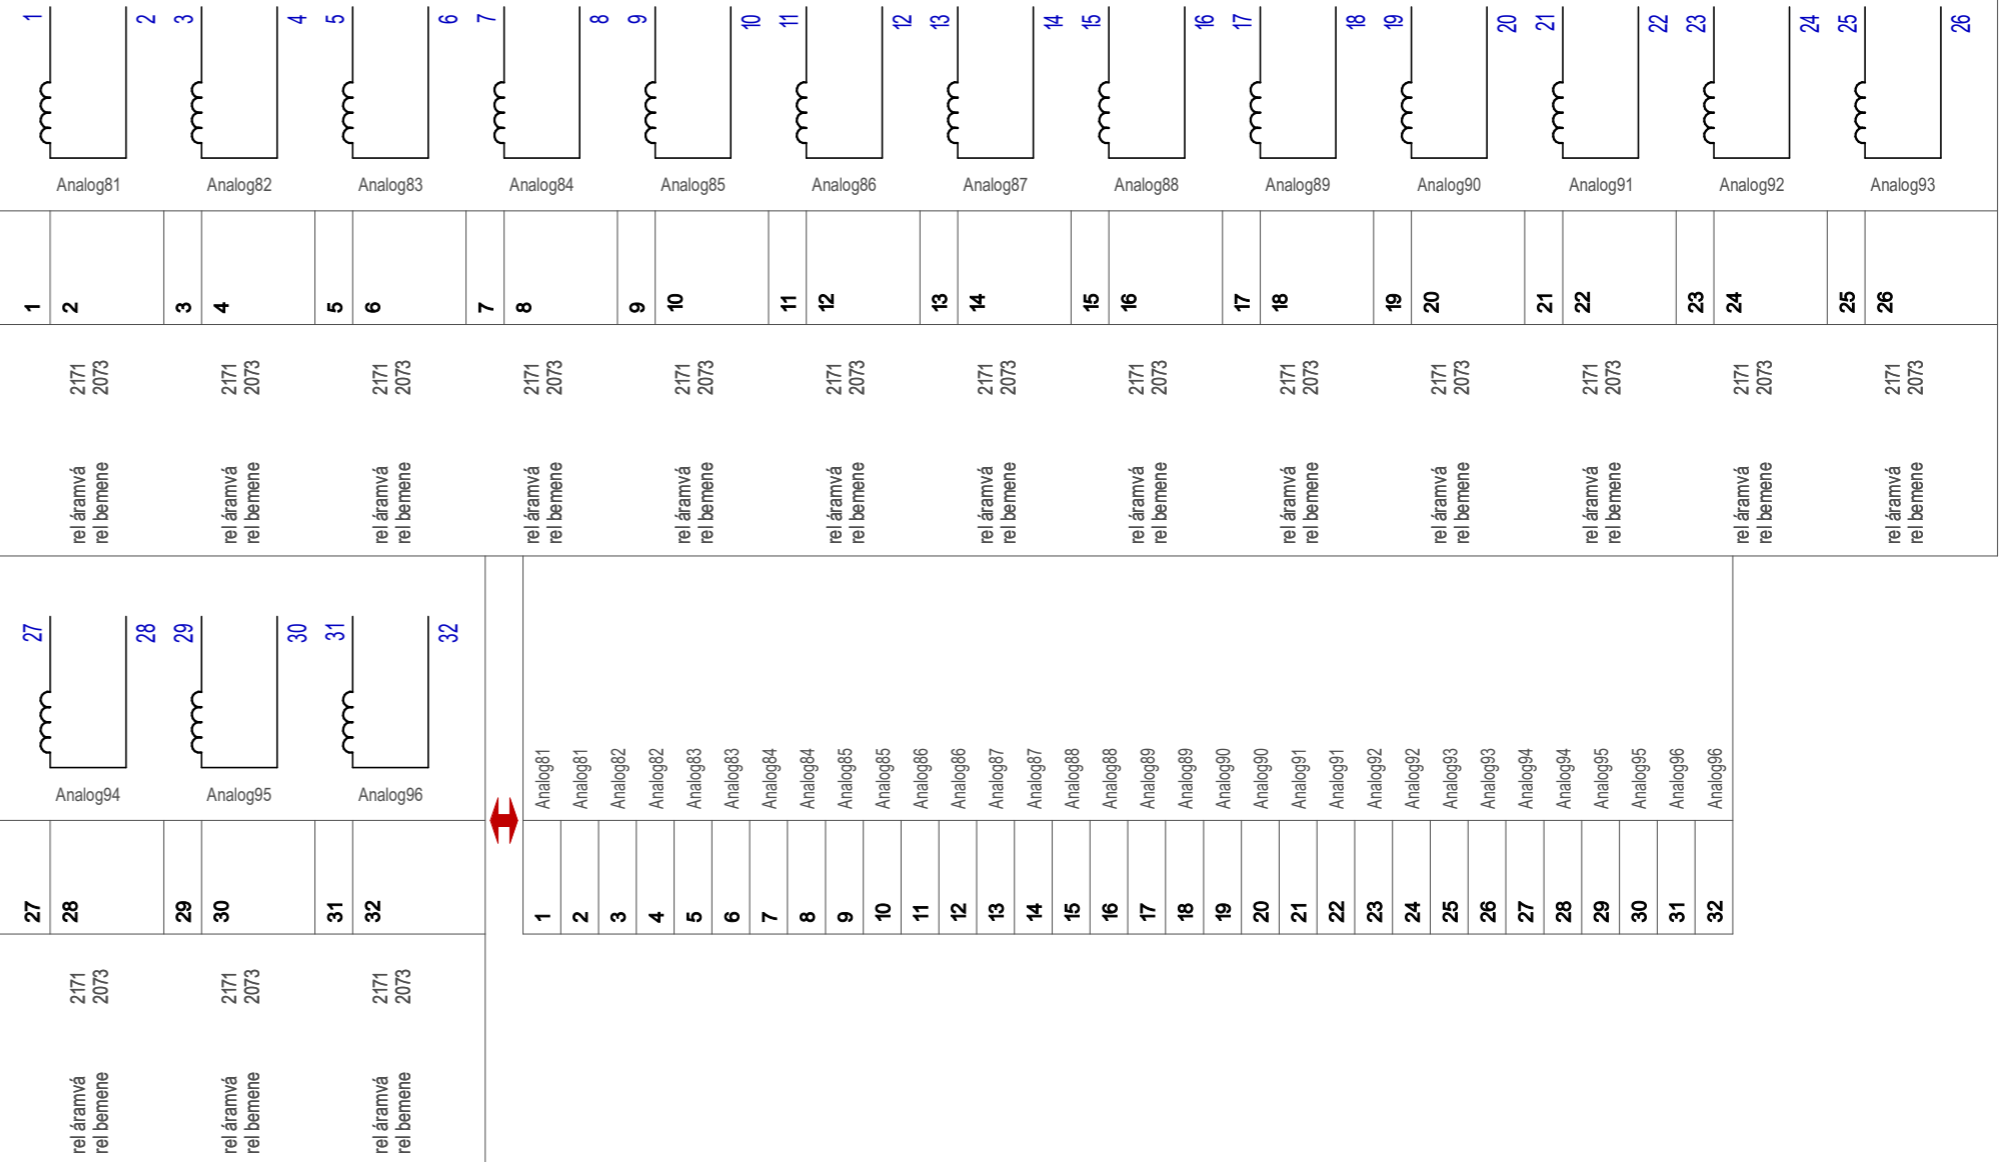 1 2 3 4 5 6 7 8 9 10 11 12 13 14 15 16 17 18 19 20 21 22 23 24 25 26
Analog81 Analog82 Analog83 Analog84 Analog85 Analog86 Analog87 Analog88 Analog89 Analog90 Analog91 Analog92 Analog93
1 2 3 4 5 6 7 8 9 10 11 12 13 14 15 16 17 18 19 20 21 22 23 24 25 26
2171 2171 2171 2171 2171 2171 2171 2171 2171 2171 2171 2171 2171
2073 2073 2073 2073 2073 2073 2073 2073 2073 2073 2073 2073 2073
rel áramvá rel áramvá rel áramvá rel áramvá rel áramvá rel áramvá rel áramvá rel áramvá rel áramvá rel áramvá rel áramvá rel áramvá rel áramvá
rel bemene rel bemene rel bemene rel bemene rel bemene rel bemene rel bemene rel bemene rel bemene rel bemene rel bemene rel bemene rel bemene
27 28 29 30 31 32
Analog94 Analog95 Analog96
27 28 29 30 31 32
2171 2171 2171
2073 2073 2073
rel áramvá rel áramvá rel áramvá
rel bemene rel bemene rel bemene
Analog81 Analog81 Analog82 Analog82 Analog83 Analog83 Analog84 Analog84 Analog85 Analog85 Analog86 Analog86 Analog87 Analog87 Analog88 Analog88 Analog89 Analog89 Analog90 Analog90 Analog91 Analog91 Analog92 Analog92 Analog93 Analog93 Analog94 Analog94 Analog95 Analog95 Analog96 Analog96
1 2 3 4 5 6 7 8 9 10 11 12 13 14 15 16 17 18 19 20 21 22 23 24 25 26 27 28 29 30 31 32